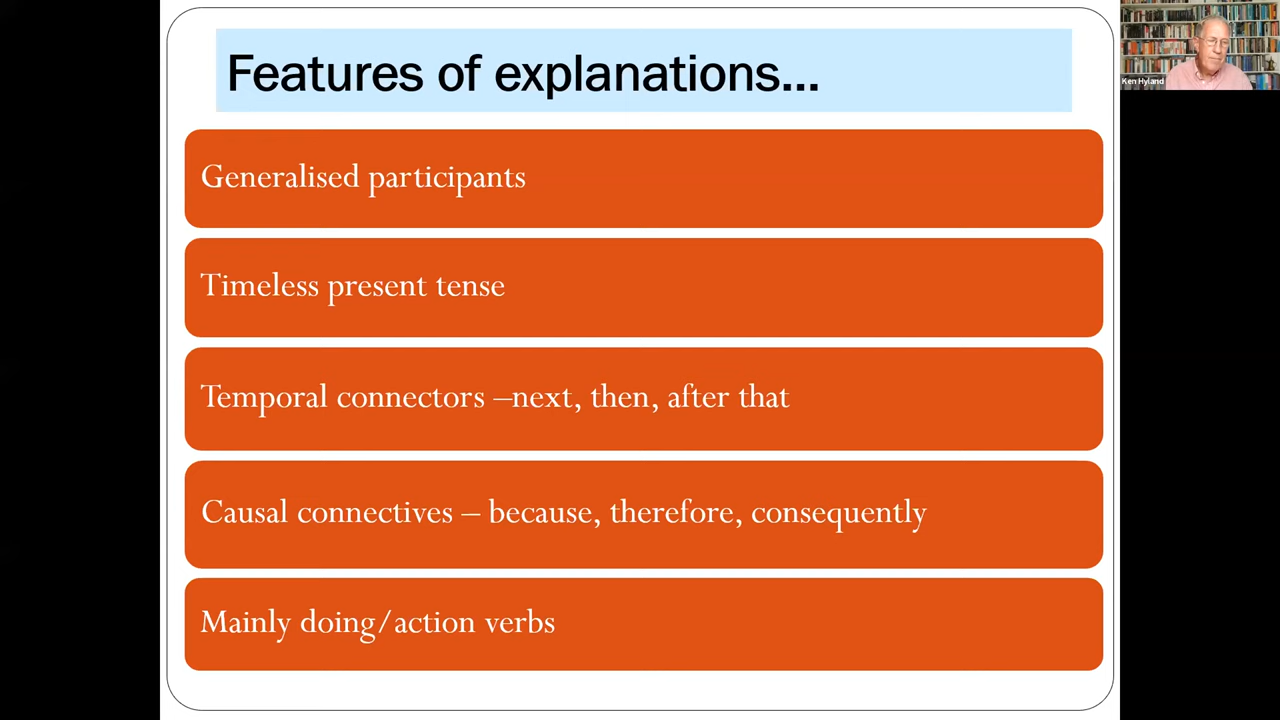 Features of explanations...
Ken Hyland
Generalised participants
Timeless present tense
Temporal connectors –next, then, after that
Causal connectives – because, therefore, consequently
Mainly doing/action verbs